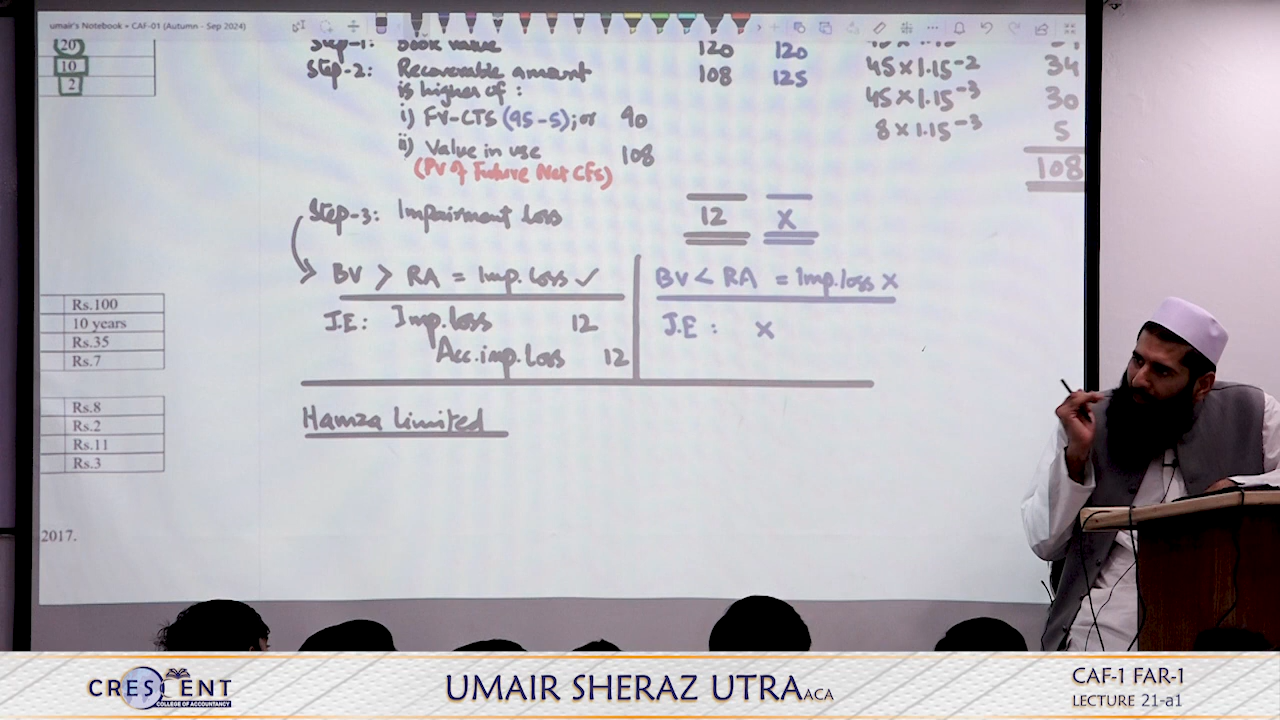 umair's Notebook • CAF-01 (Autumn - Sep 2024)
20
10
2
Step-1: Book value 120 120
Step-2: Recoverable amount 108 125
is higher of :
i) FV-CTS (95-5); or 90
ii) Value in use 108
(PV of Future Net CFs)
45 x 1.15-2 34
45 x 1.15-3 30
8 x 1.15-3 5
108
Step-3: Impairment Loss 12 x
BV > RA = Imp. Loss ✓
BV < RA = Imp. loss x
J.E: Imp. loss 12
Acc. imp. Loss 12
J.E : x
Hamza Limited
Rs.100
10 years
Rs.35
Rs.7
Rs.8
Rs.2
Rs.11
Rs.3
2017.
CRESCENT
COLLEGE OF ACCOUNTANCY
UMAIR SHERAZ UTRA ACA
CAF-1 FAR-1
LECTURE 21-a1